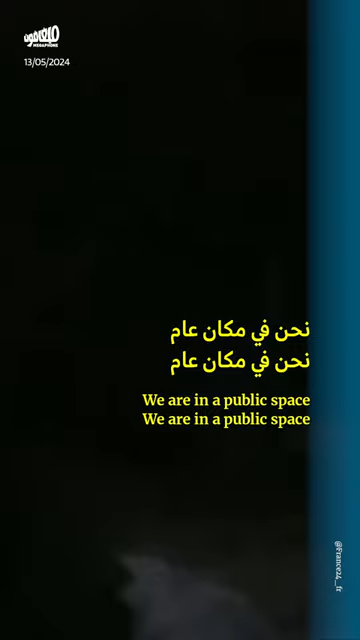 ميغافون
MEGAPHONE
13/05/2024
نحن في مكان عام
نحن في مكان عام
We are in a public space
We are in a public space
@France24_fr